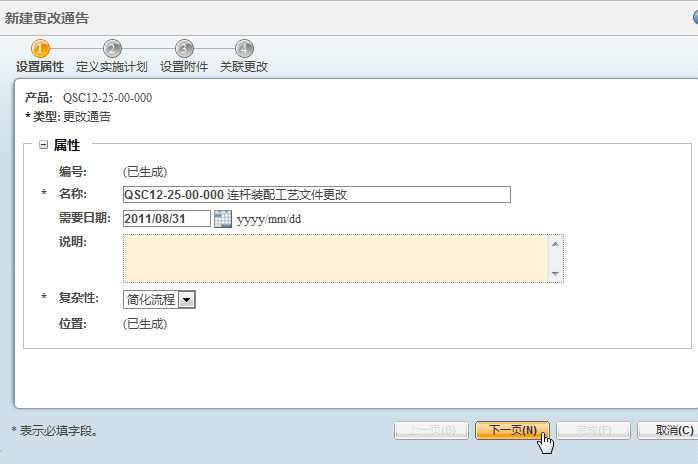 新建更改通告
1 2 3 4
设置属性 定义实施计划 设置附件 关联更改
产品: QSC12-25-00-000
* 类型: 更改通告
属性
编号: (已生成)
* 名称: QSC12-25-00-000 连杆装配工艺文件更改
需要日期: 2011/08/31 yyyy/mm/dd
说明:
* 复杂性: 简化流程
位置: (已生成)
* 表示必填字段。 上一页(B) 下一页(N) 完成(F) 取消(C)